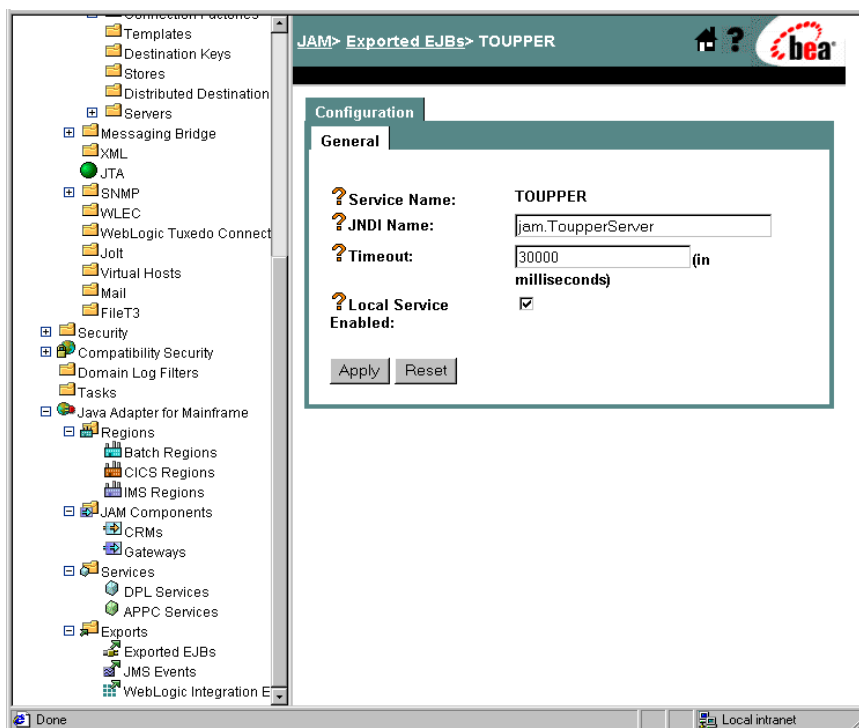 Connection Factories
Templates
Destination Keys
Stores
Distributed Destination
Servers
Messaging Bridge
XML
JTA
SNMP
WLEC
WebLogic Tuxedo Connect
Jolt
Virtual Hosts
Mail
FileT3
Security
Compatibility Security
Domain Log Filters
Tasks
Java Adapter for Mainframe
Regions
Batch Regions
CICS Regions
IMS Regions
JAM Components
CRMs
Gateways
Services
DPL Services
APPC Services
Exports
Exported EJBs
JMS Events
WebLogic Integration E
JAM> Exported EJBs> TOUPPER
?
bea
Configuration
General
? Service Name: TOUPPER
? JNDI Name: jam.ToupperServer
? Timeout: 30000 (in
milliseconds)
? Local Service
Enabled:
Apply Reset
Done
Local intranet